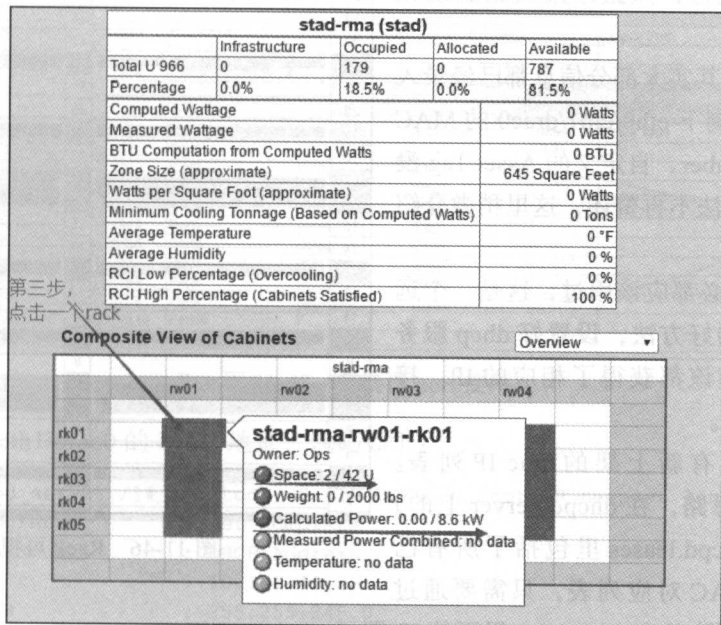 stad-rma (stad)
Infrastructure Occupied Allocated Available
Total U 966 0 179 0 787
Percentage 0.0% 18.5% 0.0% 81.5%
Computed Wattage 0 Watts
Measured Wattage 0 Watts
BTU Computation from Computed Watts 0 BTU
Zone Size (approximate) 645 Square Feet
Watts per Square Foot (approximate) 0 Watts
Minimum Cooling Tonnage (Based on Computed Watts) 0 Tons
Average Temperature 0 °F
Average Humidity 0 %
RCI Low Percentage (Overcooling) 0 %
RCI High Percentage (Cabinets Satisfied) 100 %
第三步,
点击一个rack
Composite View of Cabinets Overview
stad-rma
rw01 rw02 rw03 rw04
rk01
rk02
rk03
rk04
rk05
stad-rma-rw01-rk01
Owner: Ops
Space: 2 / 42 U
Weight: 0 / 2000 lbs
Calculated Power: 0.00 / 8.6 kW
Measured Power Combined: no data
Temperature: no data
Humidity: no data